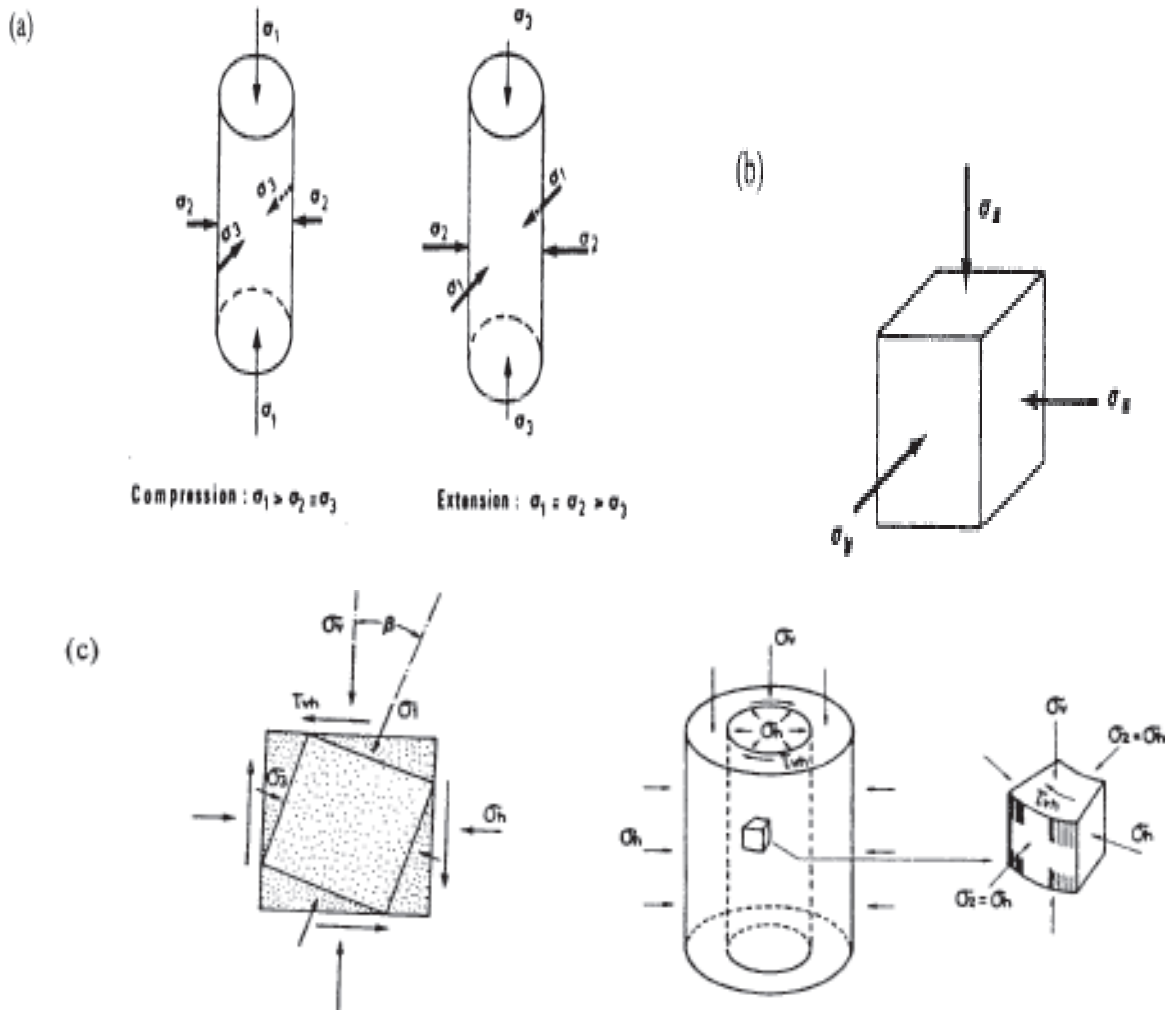 (a)
σ₁
σ₃
σ₂ σ₃ σ₃ σ₂
σ₂ σ₁ σ₁ σ₂
σ₁
σ₃
Compression : σ₁ > σ₂ = σ₃
Extension : σ₁ = σ₂ > σ₃
(b)
σz
σx
σy
(c)
σv β
τvh σ₁
σ₃
σh
σv
σh
τvh
σh
σv
σ₂ = σh
τvh
σh
σ₂ = σh